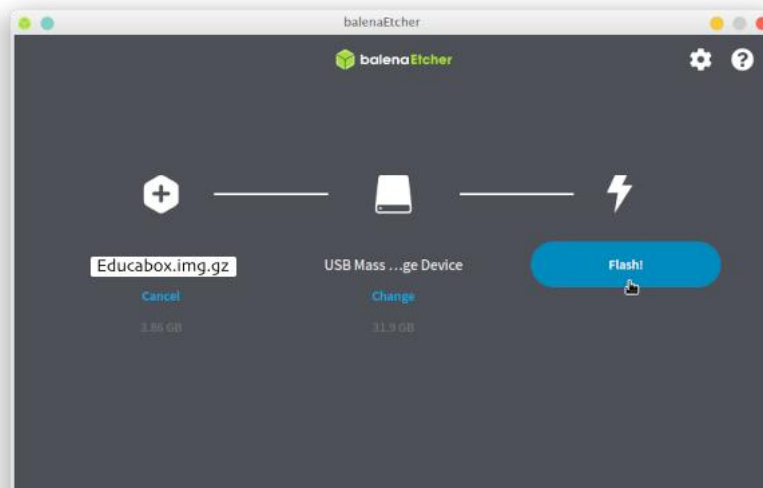 balenaEtcher
balenaEtcher
Educabox.img.gz
USB Mass ...ge Device
Flash!
Cancel
Change
3.86 GB
31.9 GB